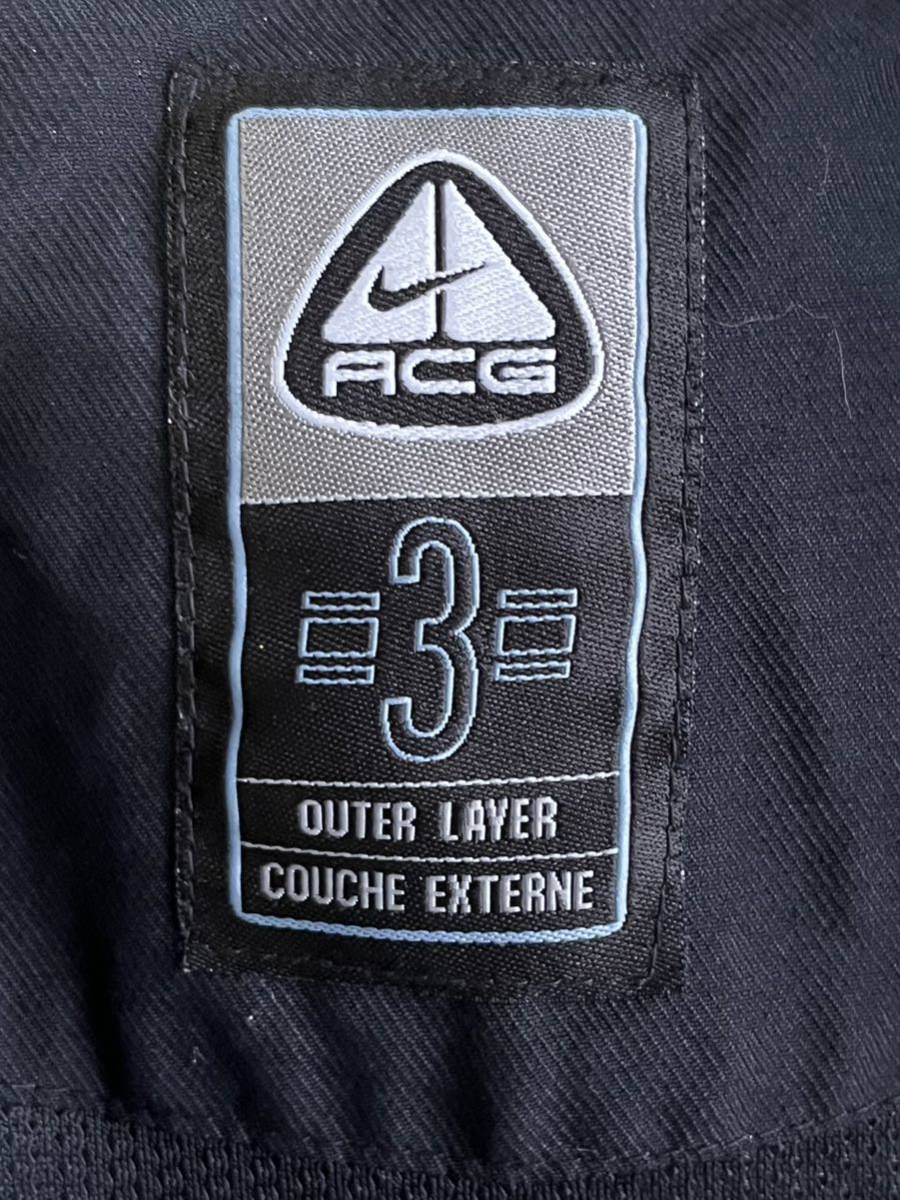 ACG
3
OUTER LAYER
COUCHE EXTERNE